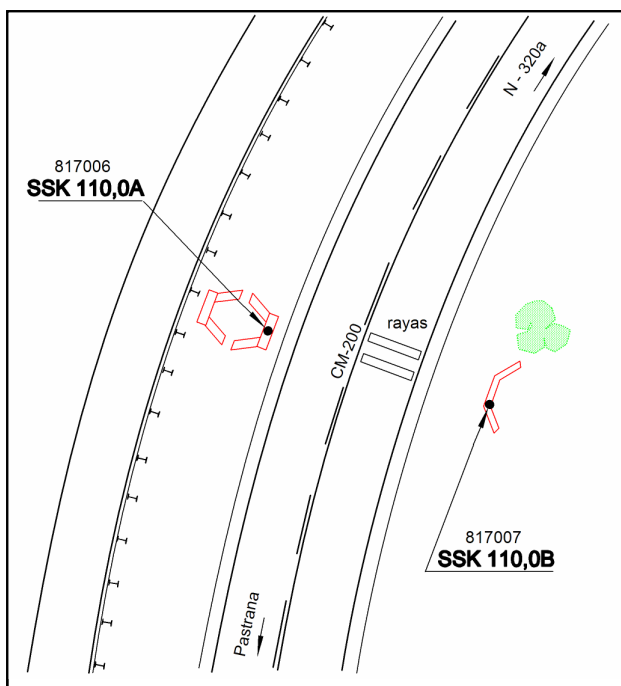 N - 320a
817006
SSK 110,0A
rayas
CM-200
817007
SSK 110,0B
Pastrana